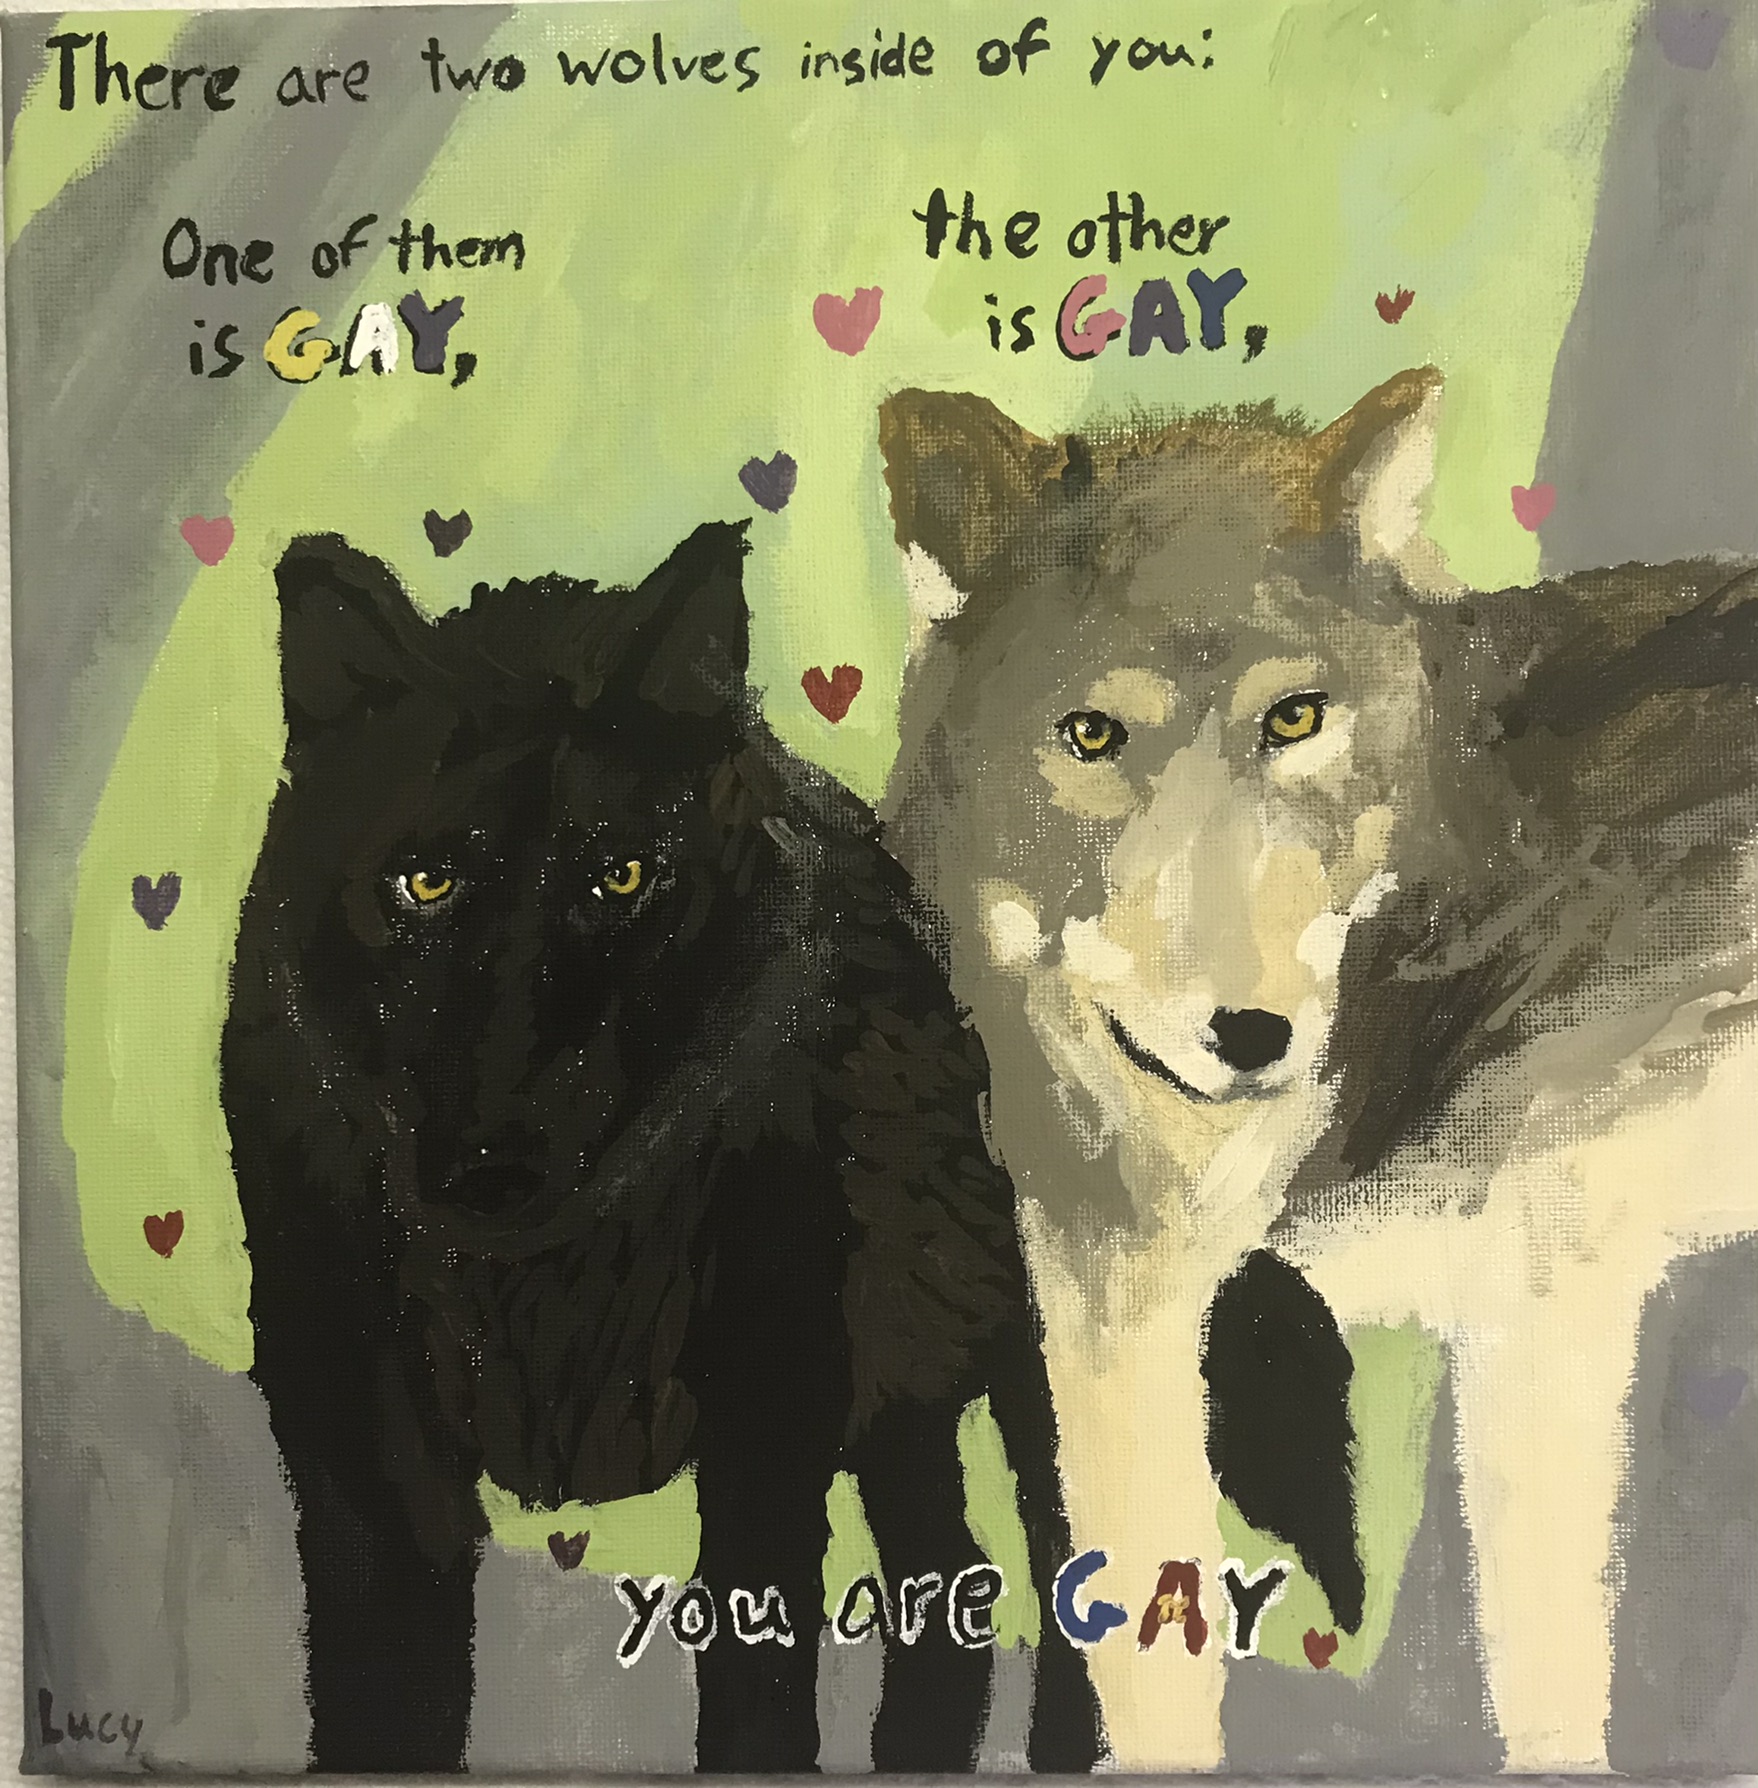 There are two wolves inside of you:
One of them
is GAY,
the other
is GAY,
you are GAY
Lucy